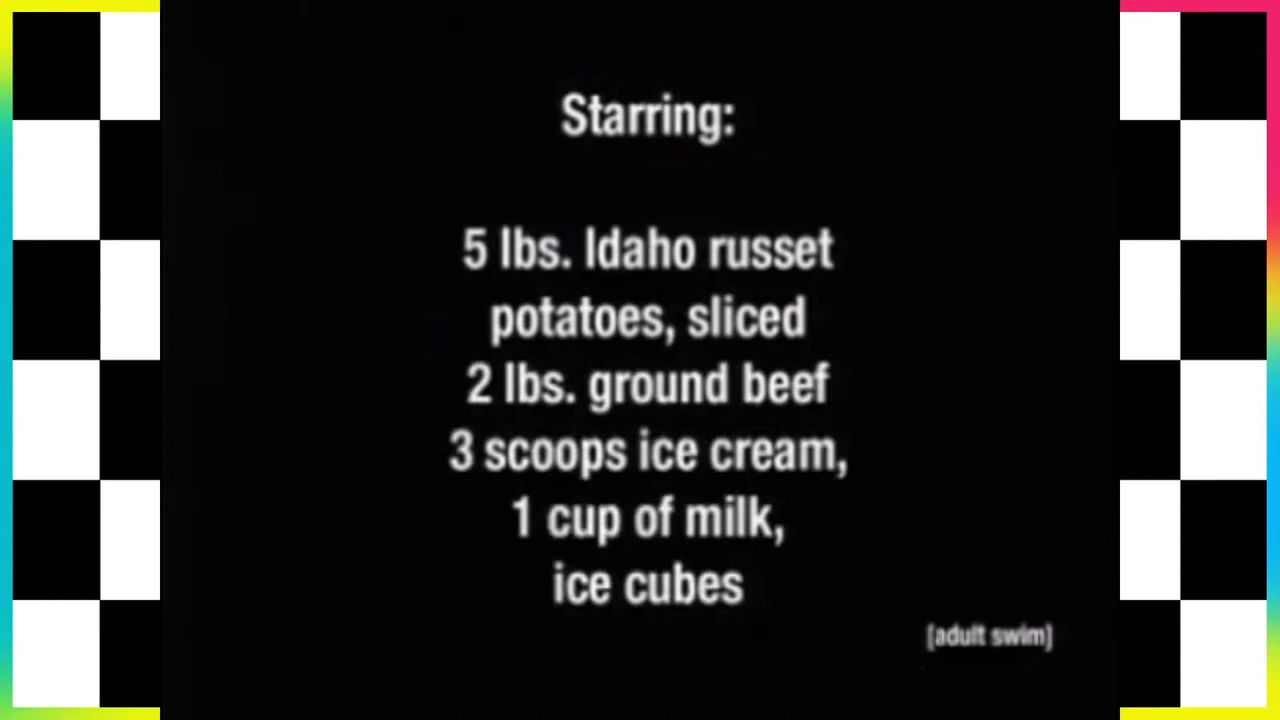 Starring:
5 lbs. Idaho russet
potatoes, sliced
2 lbs. ground beef
3 scoops ice cream,
1 cup of milk,
ice cubes
[adult swim]